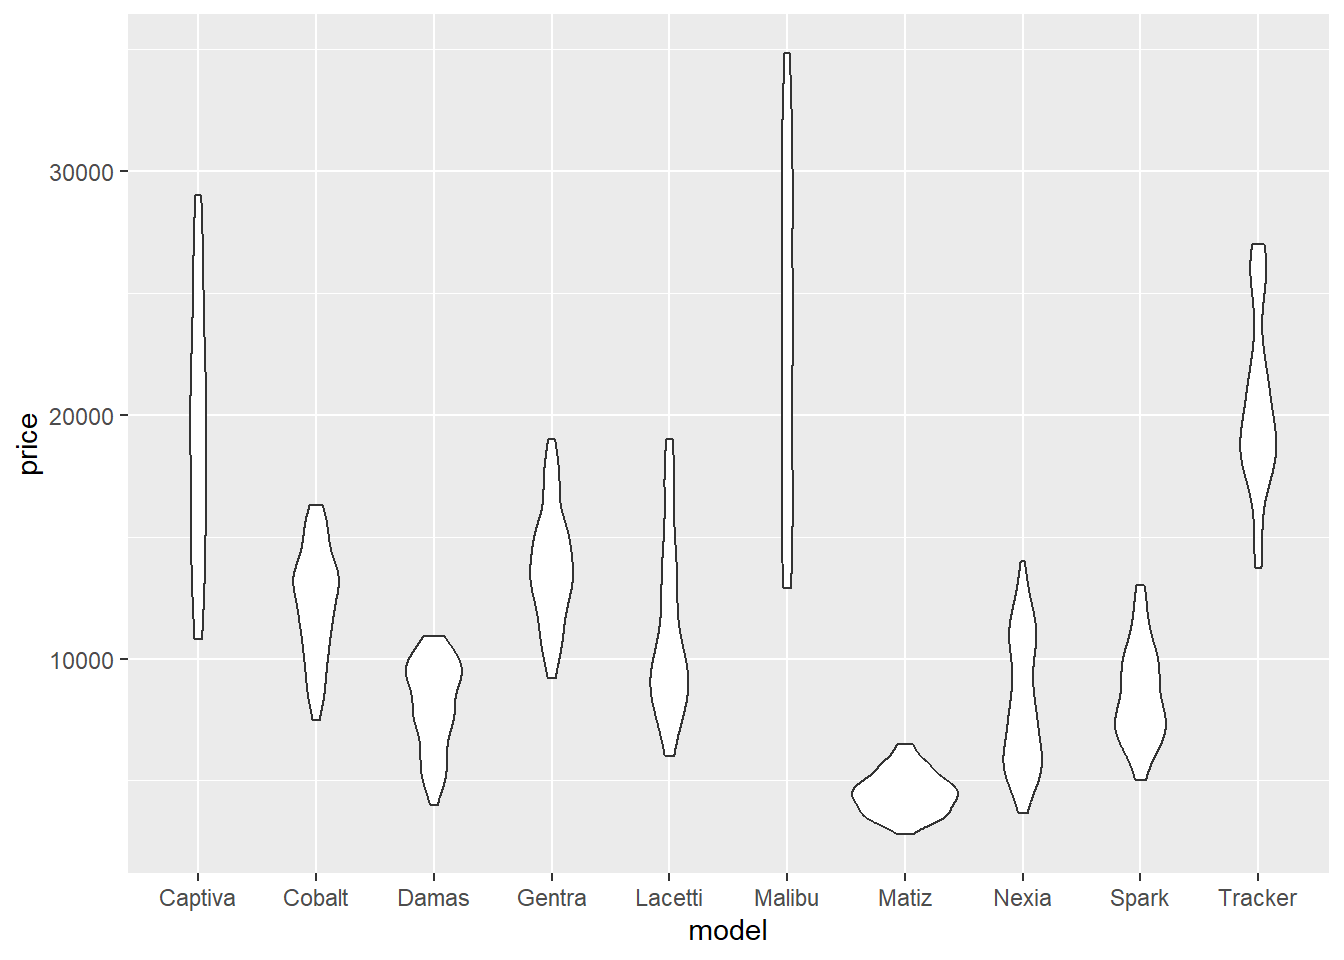 price
30000
20000
10000
Captiva Cobalt Damas Gentra Lacetti Malibu Matiz Nexia Spark Tracker
model